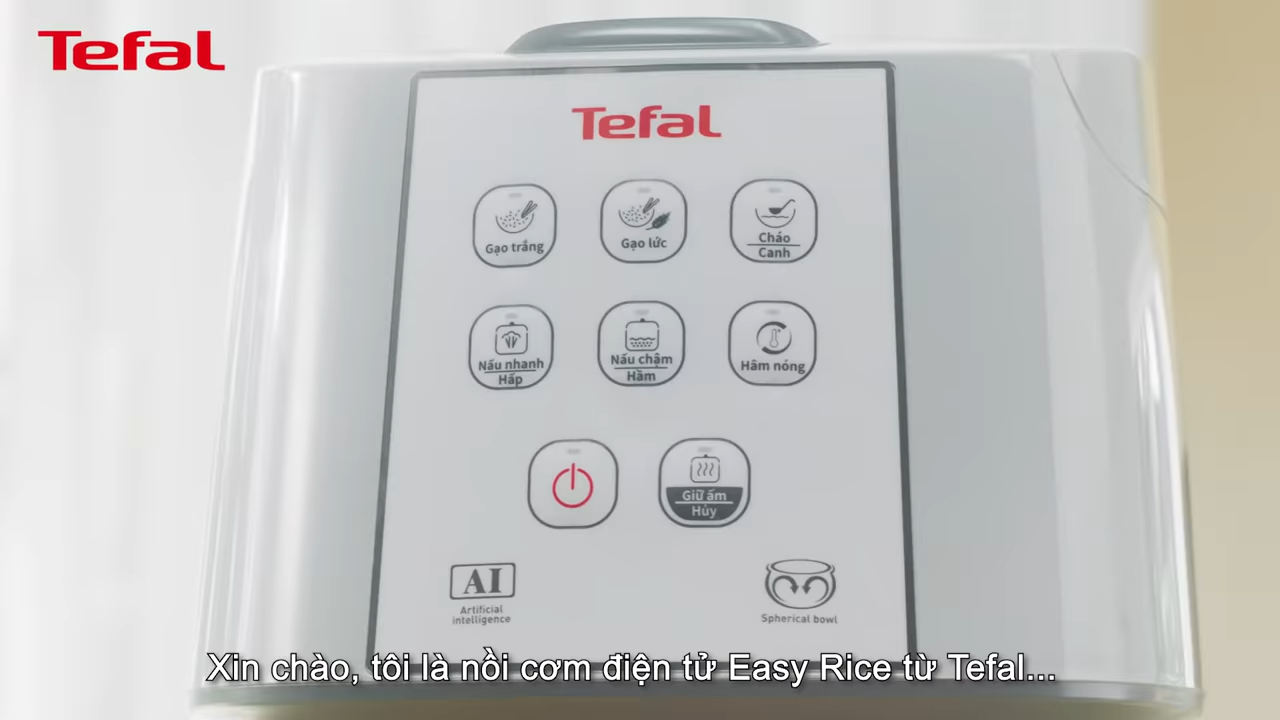 Tefal
Tefal
Gạo trắng
Gạo lức
Cháo
Canh
Nấu nhanh
Hấp
Nấu chậm
Hầm
Hâm nóng
Giữ ấm
Hủy
AI
Artificial
intelligence
Spherical bowl
Xin chào, tôi là nồi cơm điện tử Easy Rice từ Tefal...